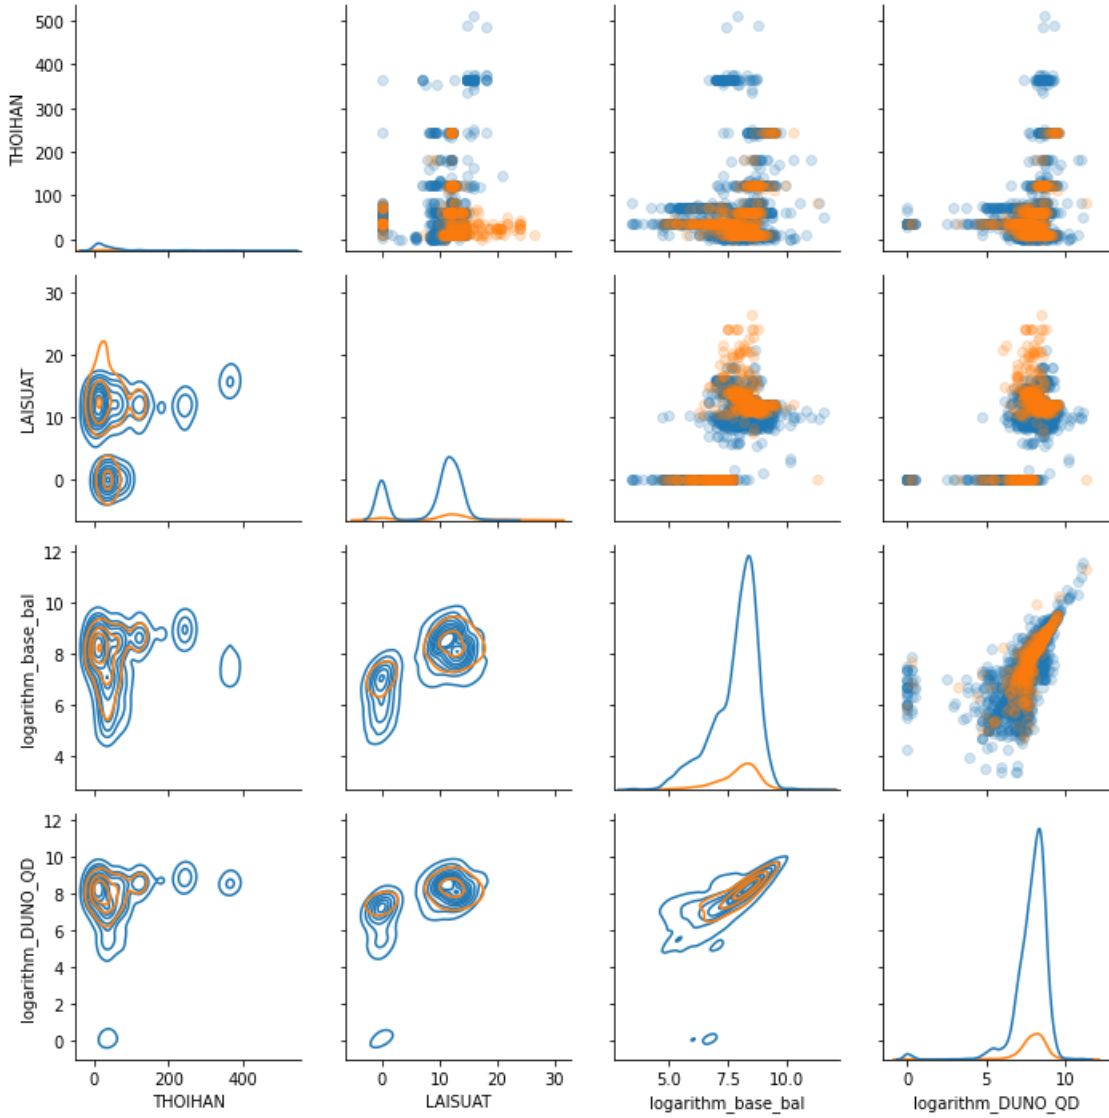 500
400
300
200
100
0
THOIHAN
30
20
10
0
LAISUAT
12
10
8
6
4
logarithm_base_bal
12
10
8
6
4
2
0
logarithm_DUNO_QD
0 200 400
THOIHAN
0 10 20 30
LAISUAT
5.0 7.5 10.0
logarithm_base_bal
0 5 10
logarithm_DUNO_QD